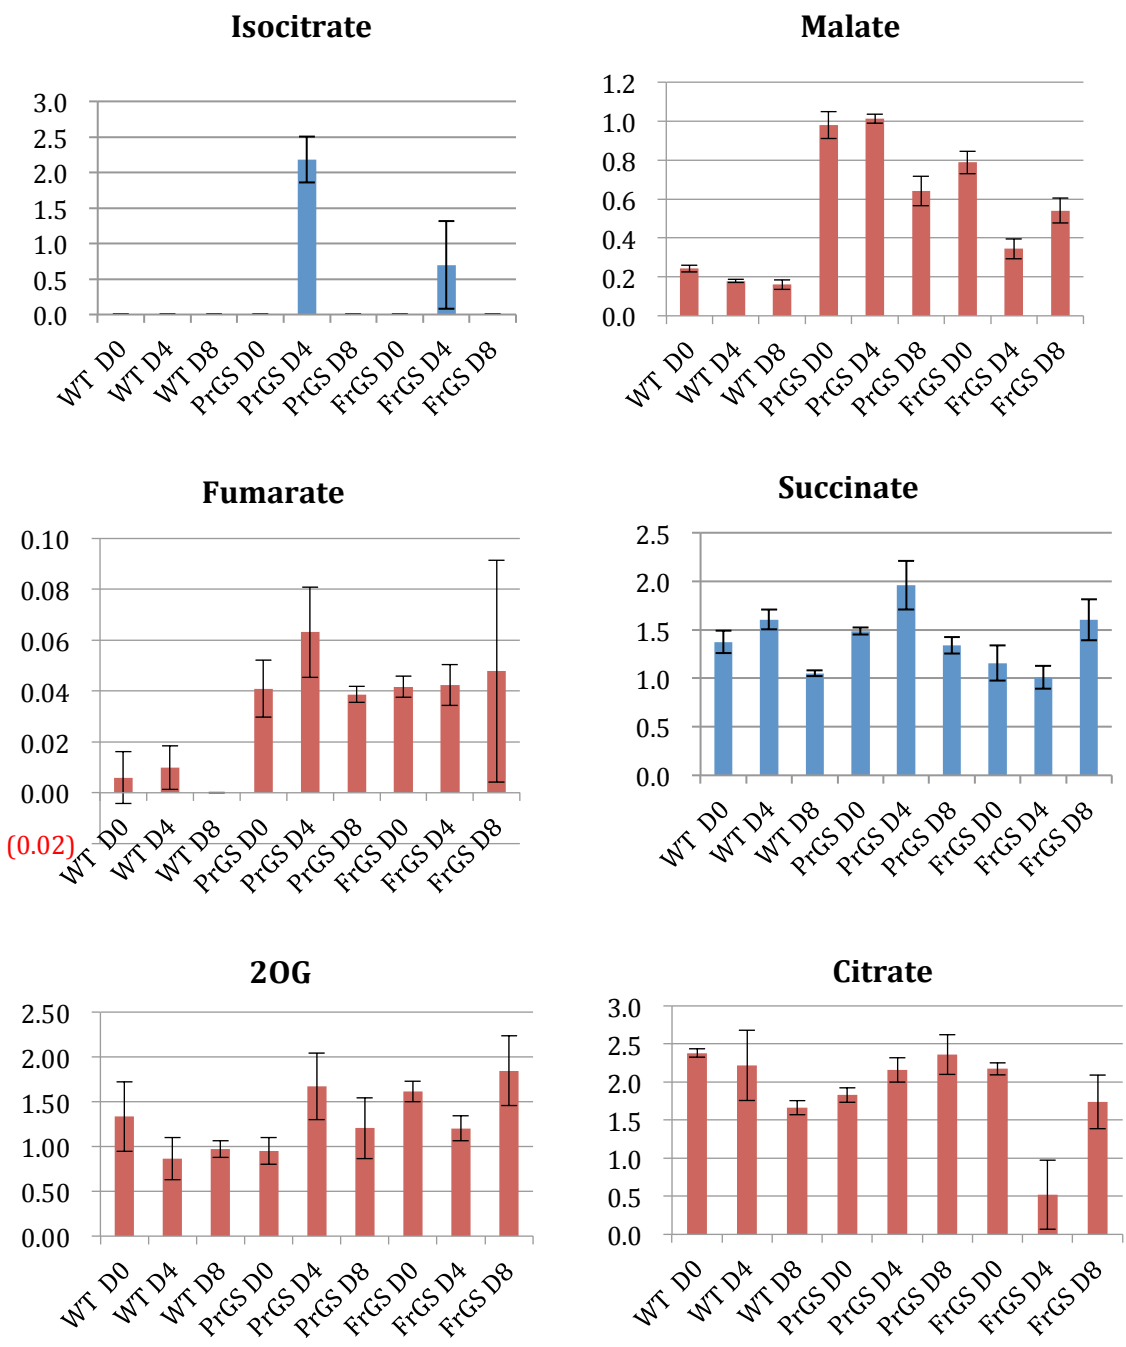 Isocitrate
3.0
2.5
2.0
1.5
1.0
0.5
0.0
WT D0
WT D4
WT D8
PrGS D0
PrGS D4
PrGS D8
FrGS D0
FrGS D4
FrGS D8
Malate
1.2
1.0
0.8
0.6
0.4
0.2
0.0
WT D0
WT D4
WT D8
PrGS D0
PrGS D4
PrGS D8
FrGS D0
FrGS D4
FrGS D8
Fumarate
0.10
0.08
0.06
0.04
0.02
0.00
(0.02)
WT D0
WT D4
WT D8
PrGS D0
PrGS D4
PrGS D8
FrGS D0
FrGS D4
FrGS D8
Succinate
2.5
2.0
1.5
1.0
0.5
0.0
WT D0
WT D4
WT D8
PrGS D0
PrGS D4
PrGS D8
FrGS D0
FrGS D4
FrGS D8
2OG
2.50
2.00
1.50
1.00
0.50
0.00
WT D0
WT D4
WT D8
PrGS D0
PrGS D4
PrGS D8
FrGS D0
FrGS D4
FrGS D8
Citrate
3.0
2.5
2.0
1.5
1.0
0.5
0.0
WT D0
WT D4
WT D8
PrGS D0
PrGS D4
PrGS D8
FrGS D0
FrGS D4
FrGS D8